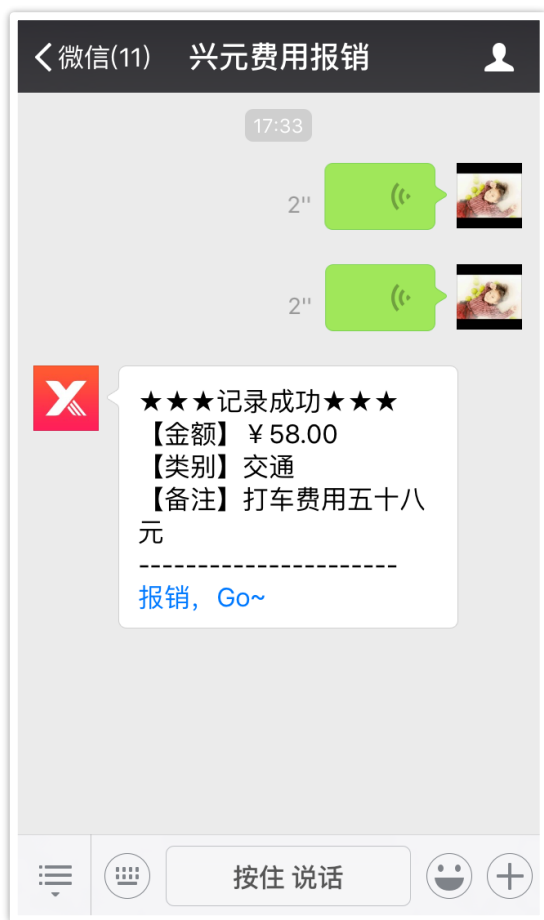 微信(11) 兴元费用报销
17:33
2''
2''
★★★记录成功★★★
【金额】￥58.00
【类别】交通
【备注】打车费用五十八
元
----------------------
报销，Go~
按住 说话